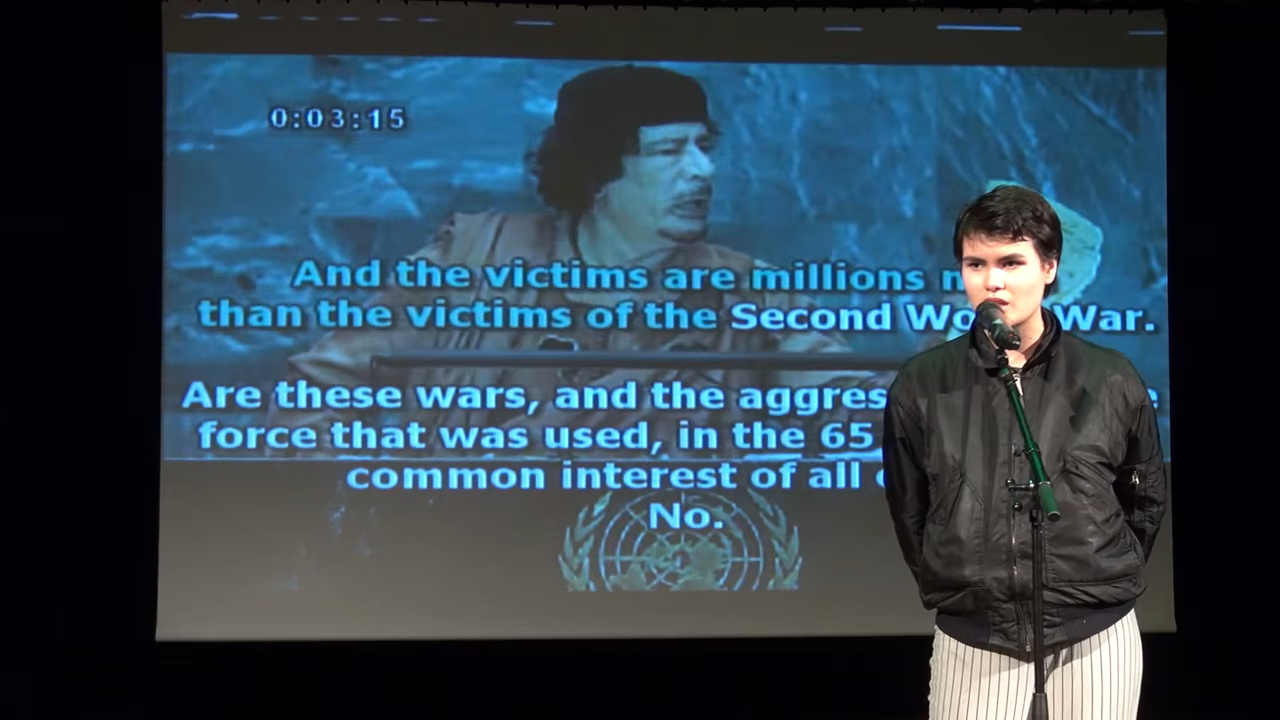 0:03:15
And the victims are millions
than the victims of the Second Wo War.
Are these wars, and the aggres
force that was used, in the 65
common interest of all
No.